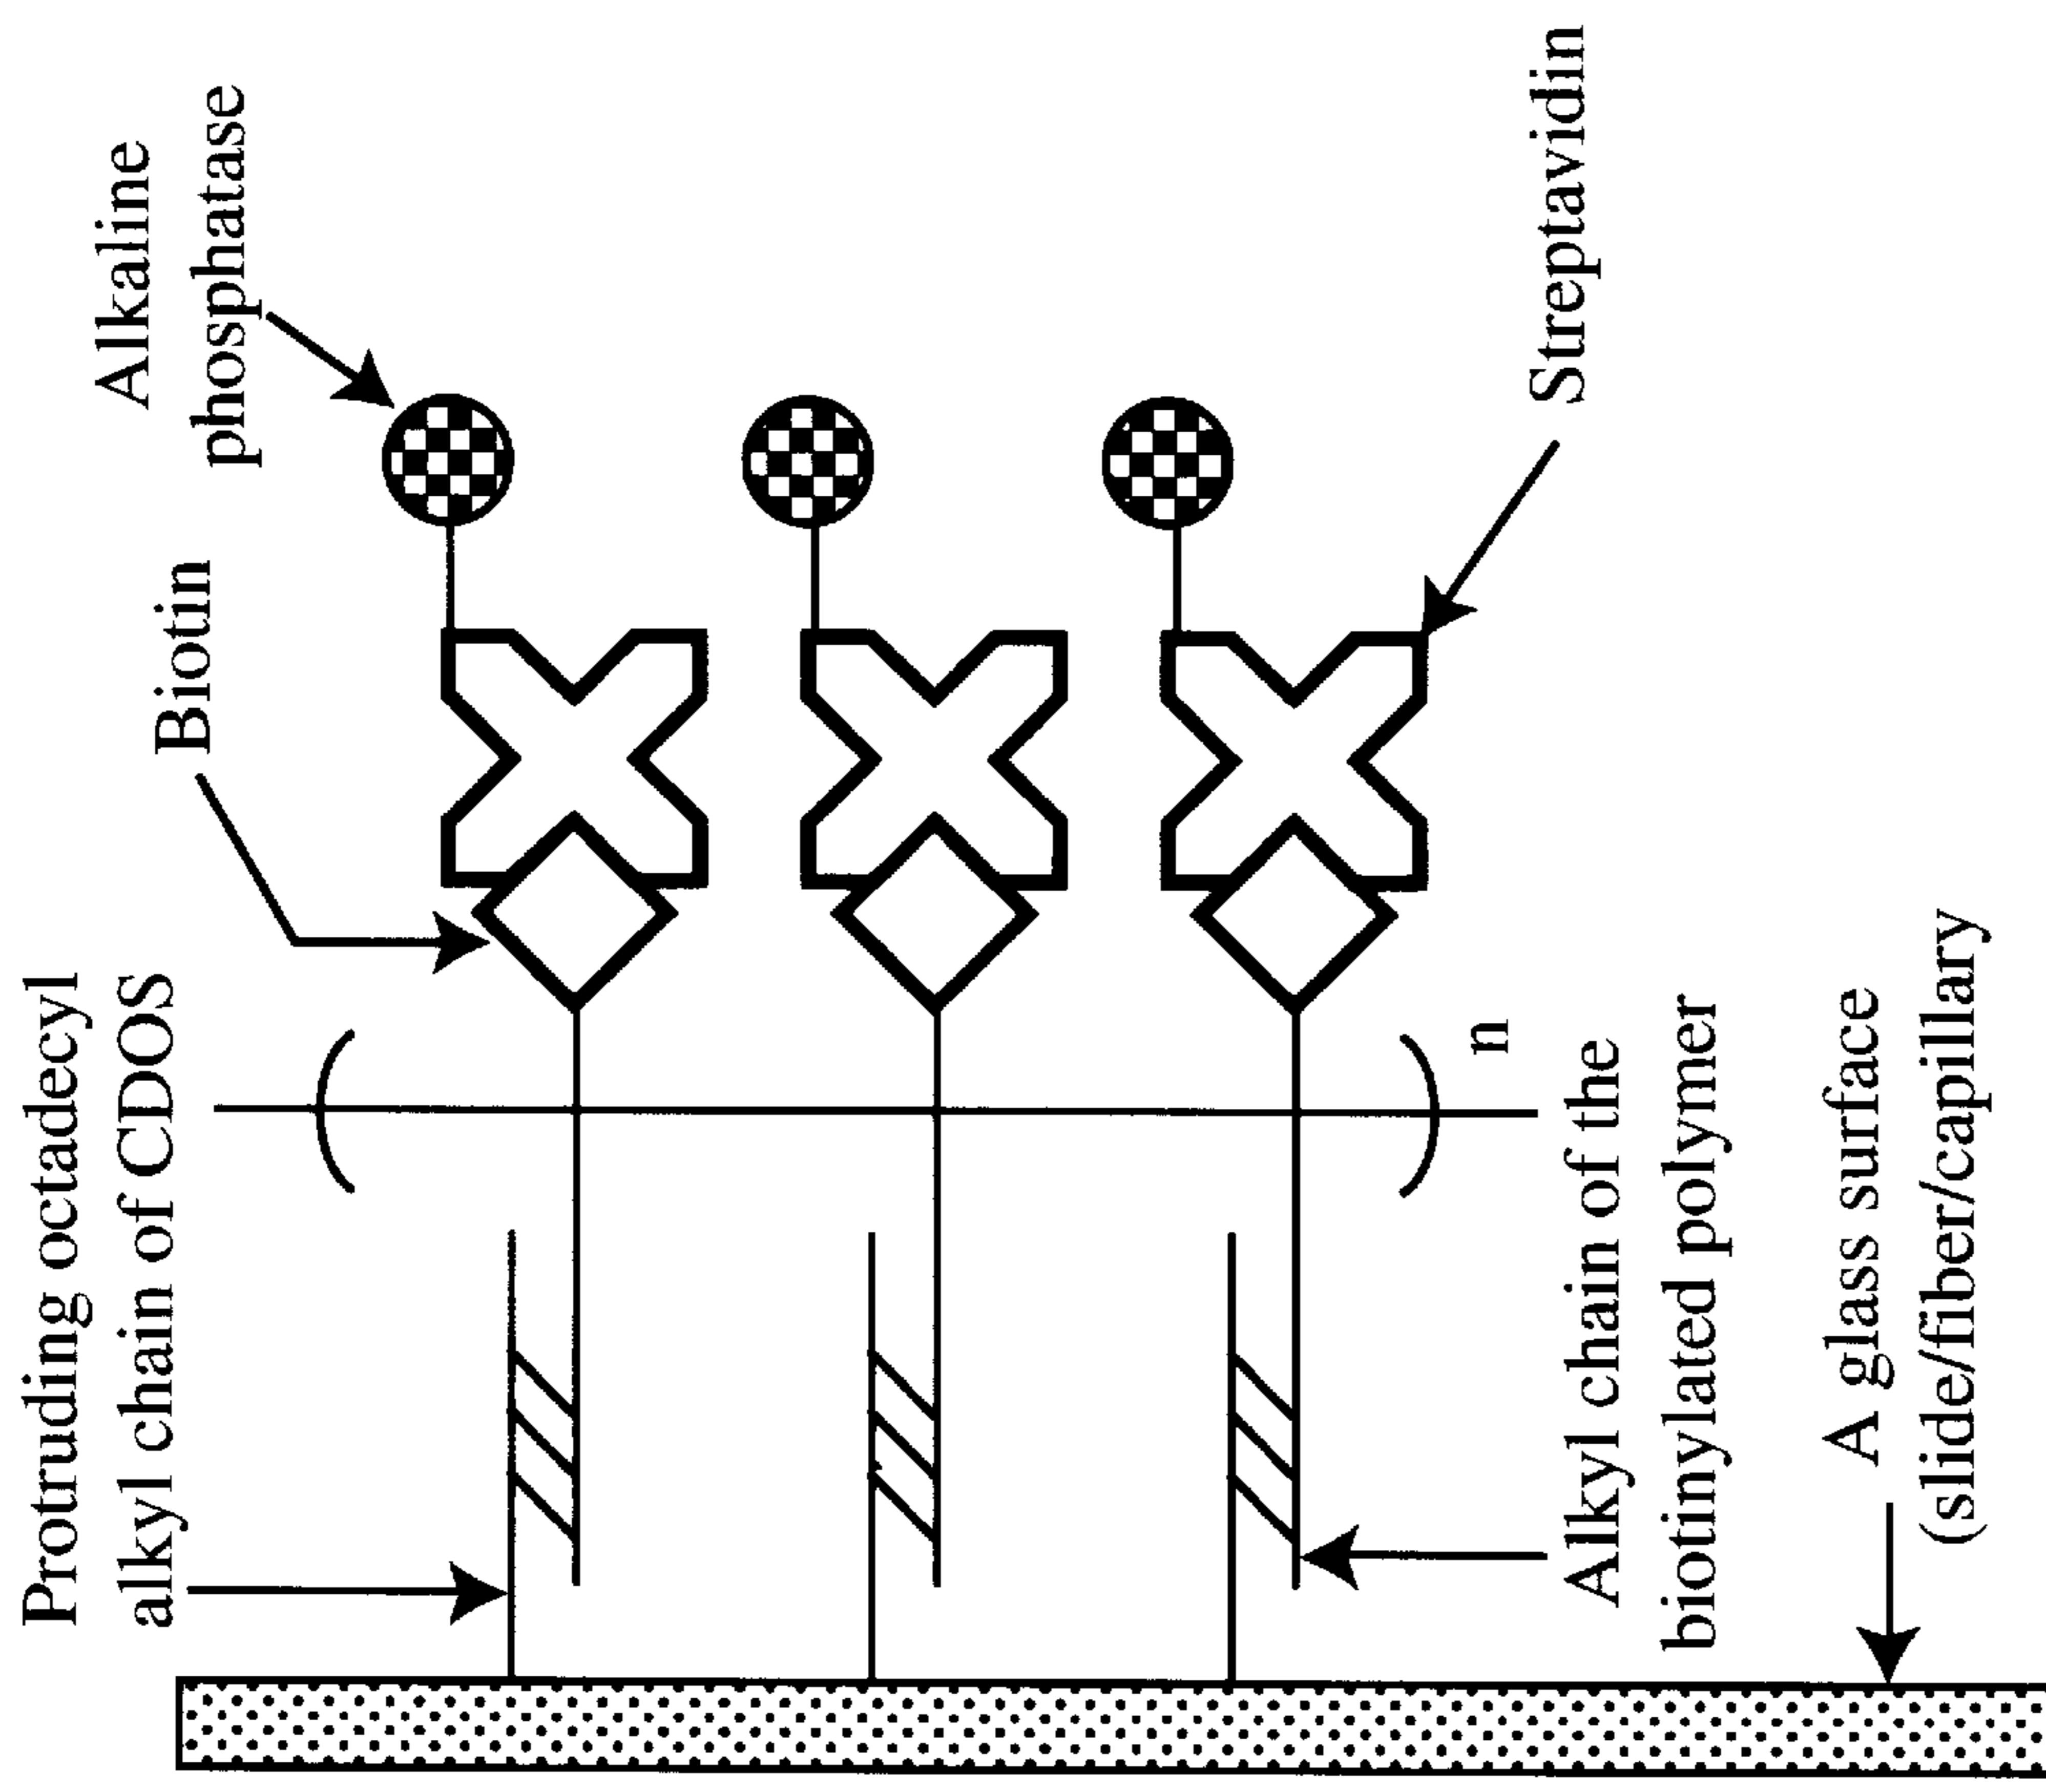 Protruding octadecyl
alkyl chain of CDOS
Biotin
Alkaline
phosphatase
n
Streptavidin
Alkyl chain of the
biotinylated polymer
A glass surface
(slide/fiber/capillary